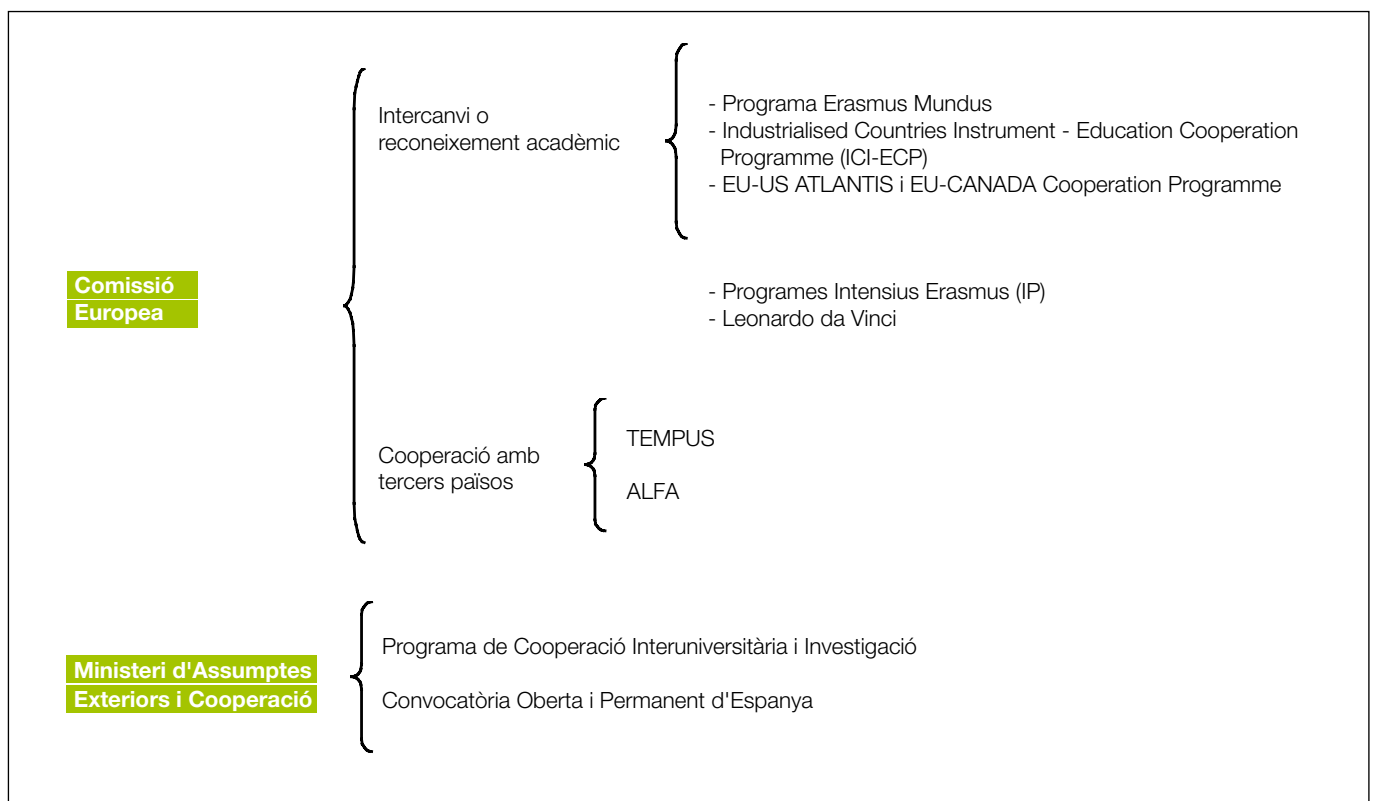 Intercanvi o
reconeixement acadèmic
- Programa Erasmus Mundus
- Industrialised Countries Instrument - Education Cooperation
Programme (ICI-ECP)
- EU-US ATLANTIS i EU-CANADA Cooperation Programme
Comissió
Europea
- Programes Intensius Erasmus (IP)
- Leonardo da Vinci
Cooperació amb
tercers països
TEMPUS
ALFA
Ministeri d'Assumptes
Exteriors i Cooperació
Programa de Cooperació Interuniversitària i Investigació
Convocatòria Oberta i Permanent d'Espanya